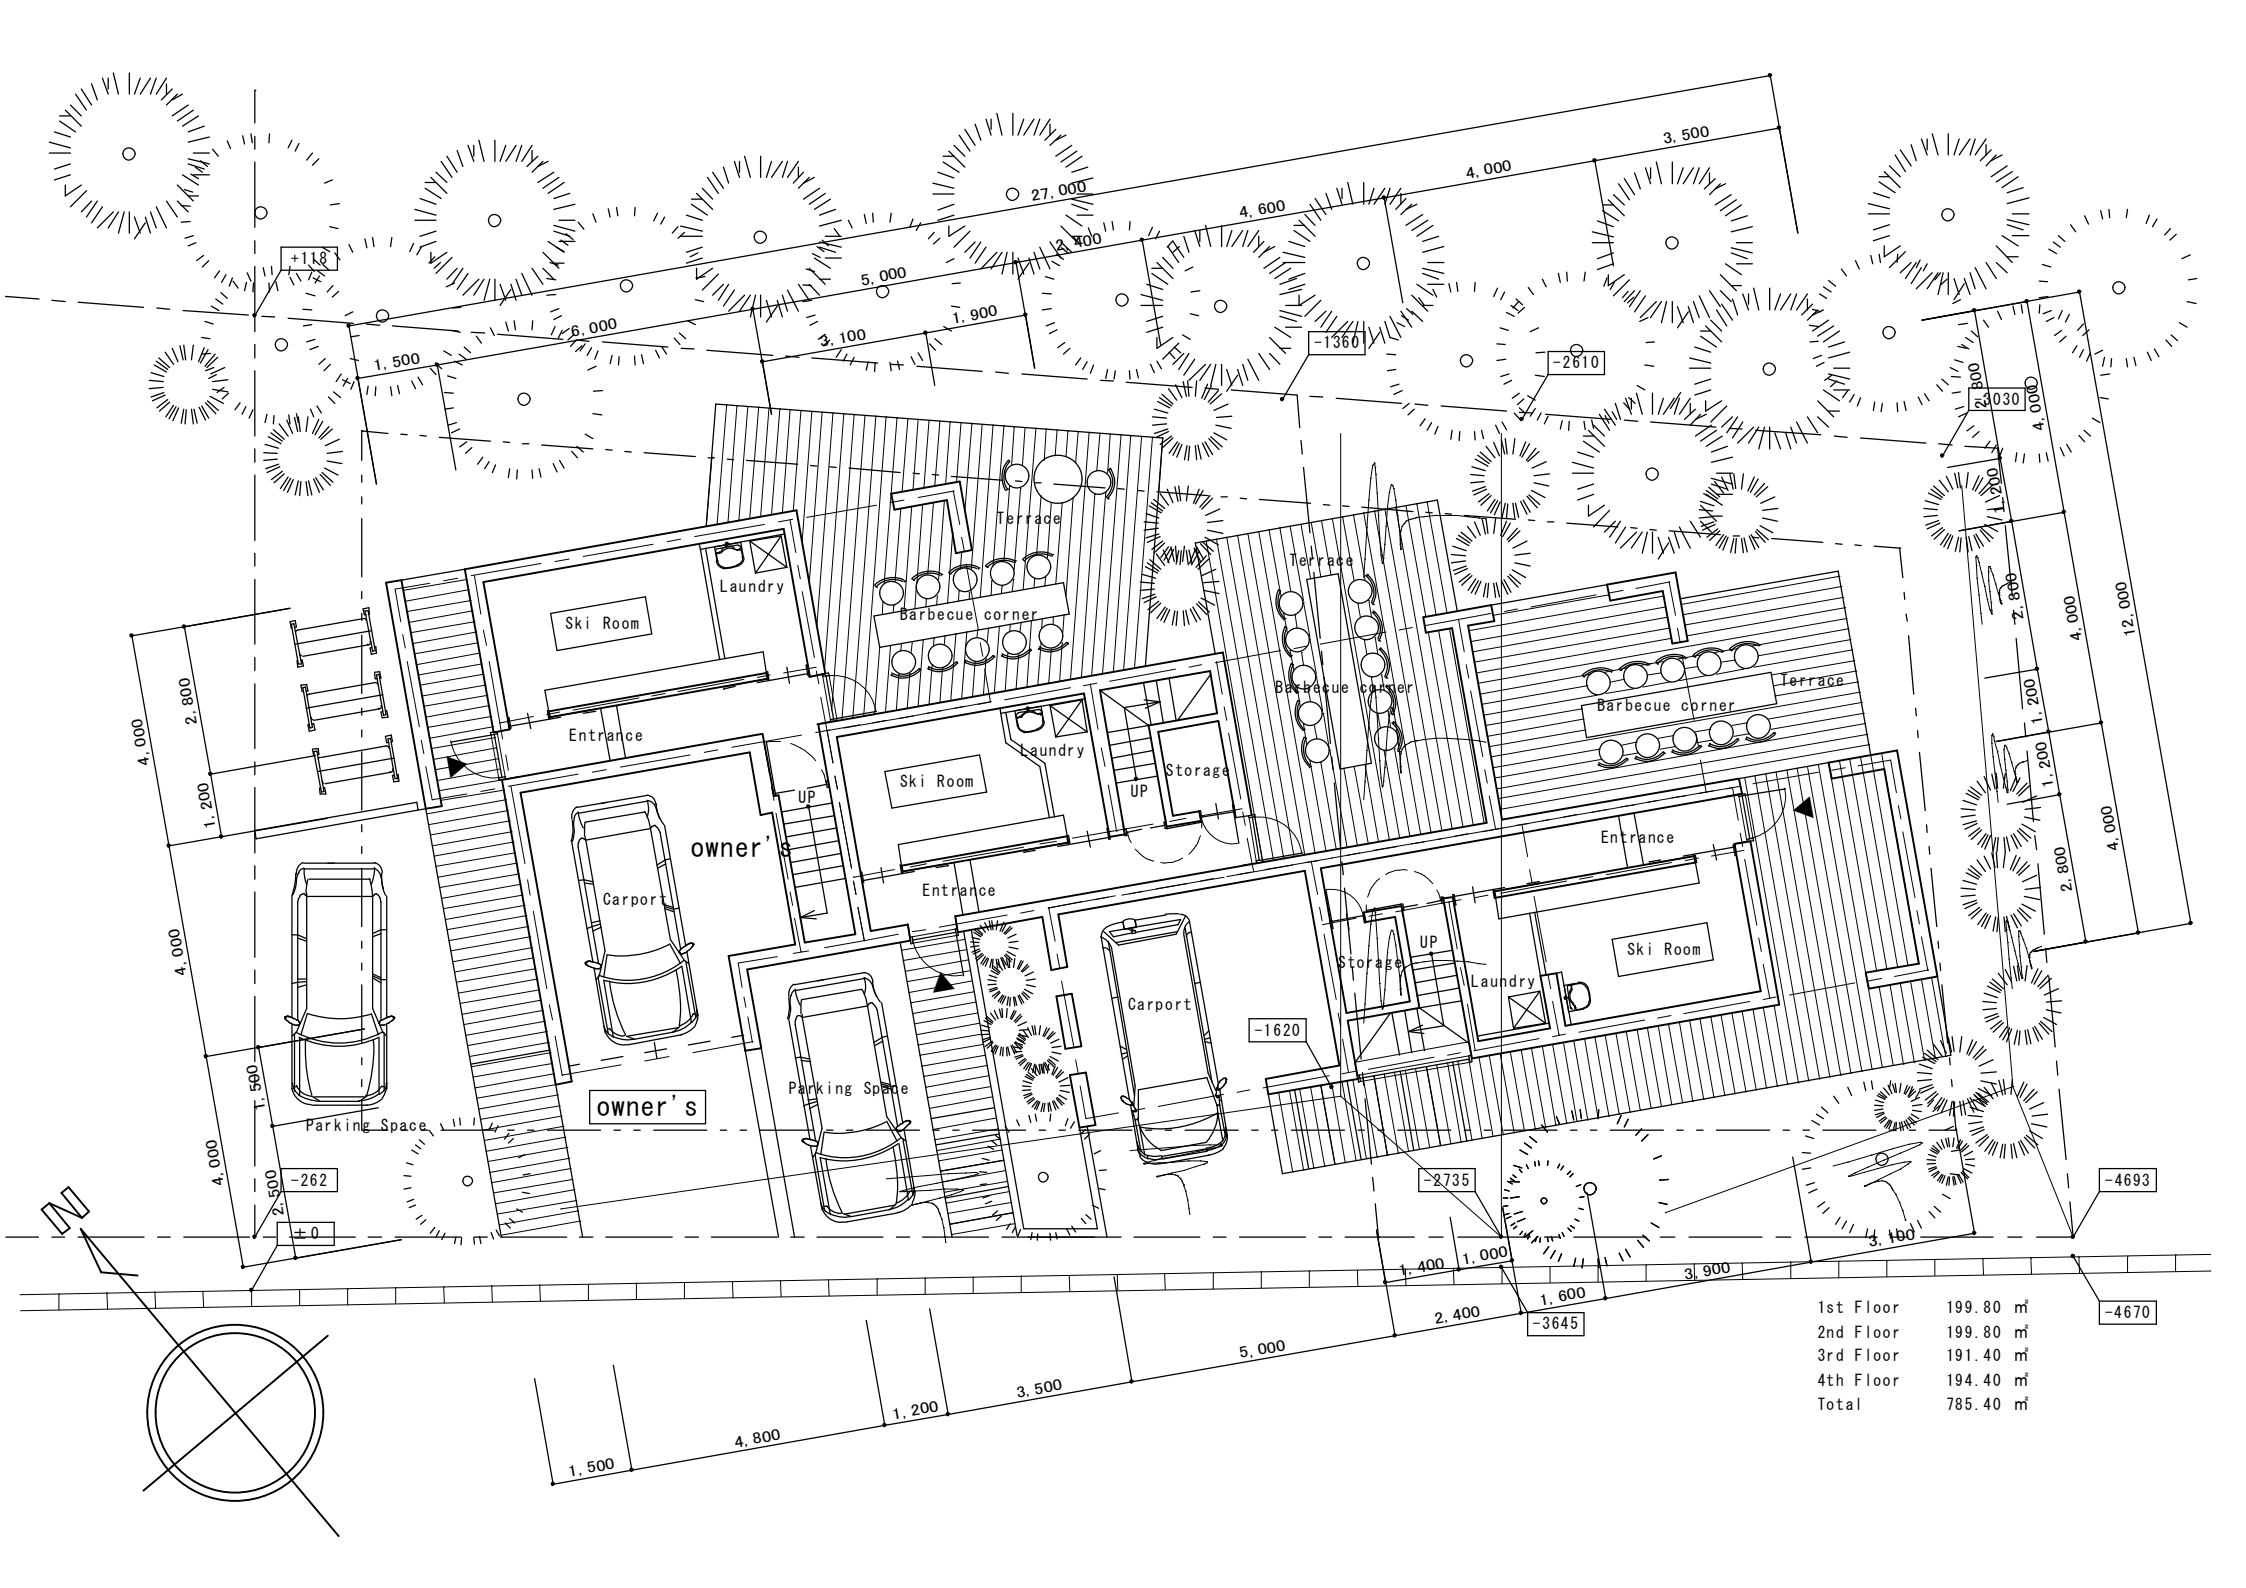 3,500
4,000
27,000
4,600
2,400
+118
5,000
6,000
1,900
3,100
-1360
1,500
-2610
2,800
-3030
4,000
1,200
Terrace
Terrace
Laundry
Ski Room
Barbecue corner
2,800
4,000
12,000
2,800
4,000
Barbecue corner
Terrace
1,200
Barbecue corner
Entrance
Laundry
Storage
1,200
Ski Room
UP
UP
1,200
Entrance
4,000
owner's
2,800
Entrance
Carport
UP
4,000
Ski Room
Storage
Laundry
Carport
-1620
1,500
Parking Space
owner's
Parking Space
4,000
2,500
-262
-2735
-4693
N
±0
3,100
1,000
1,400
3,900
1,600
2,400
-3645
-4670
5,000
3,500
1,200
4,800
1,500
1st Floor 199.80 ㎡
2nd Floor 199.80 ㎡
3rd Floor 191.40 ㎡
4th Floor 194.40 ㎡
Total 785.40 ㎡